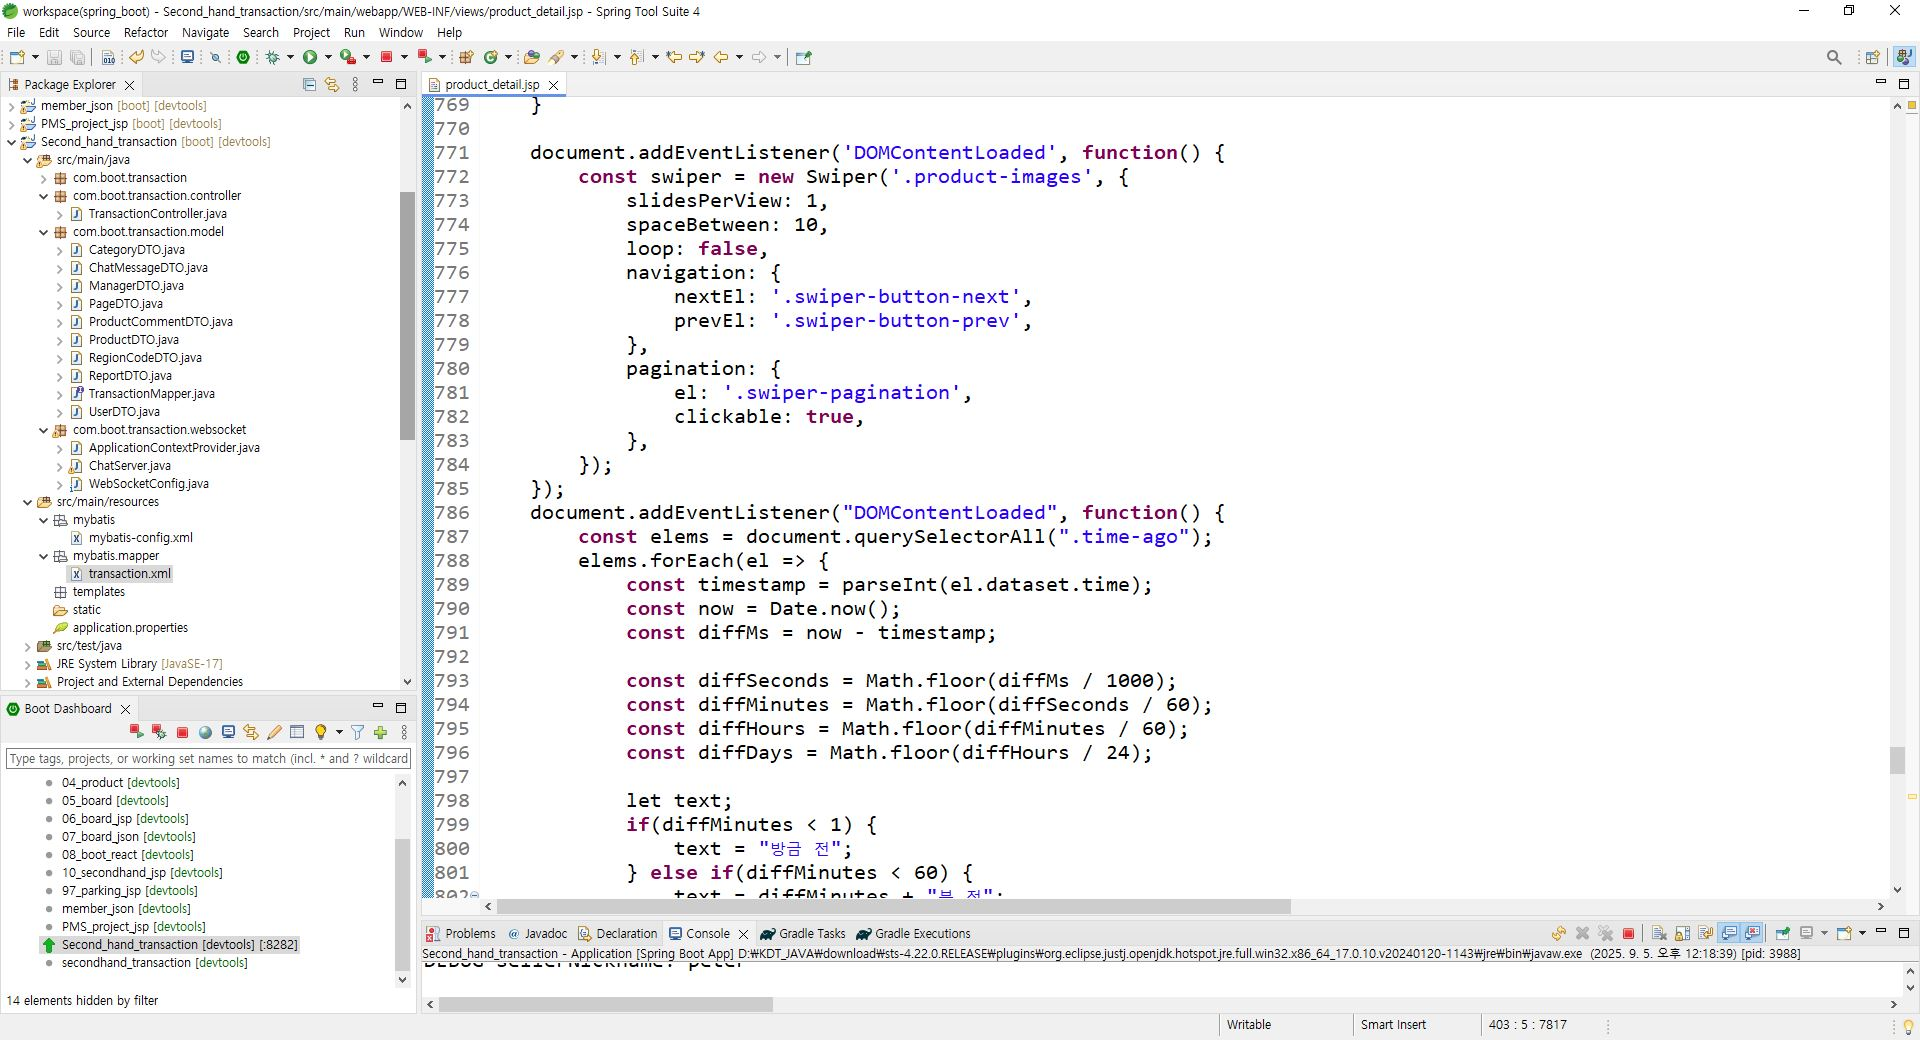 workspace(spring_boot) - Second_hand_transaction/src/main/webapp/WEB-INF/views/product_detail.jsp - Spring Tool Suite 4
File Edit Source Refactor Navigate Search Project Run Window Help
Package Explorer
member_json [boot] [devtools]
PMS_project_jsp [boot] [devtools]
Second_hand_transaction [boot] [devtools]
src/main/java
com.boot.transaction
com.boot.transaction.controller
TransactionController.java
com.boot.transaction.model
CategoryDTO.java
ChatMessageDTO.java
ManagerDTO.java
PageDTO.java
ProductCommentDTO.java
ProductDTO.java
RegionCodeDTO.java
ReportDTO.java
TransactionMapper.java
UserDTO.java
com.boot.transaction.websocket
ApplicationContextProvider.java
ChatServer.java
WebSocketConfig.java
src/main/resources
mybatis
mybatis-config.xml
mybatis.mapper
transaction.xml
templates
static
application.properties
src/test/java
JRE System Library [JavaSE-17]
Project and External Dependencies
Boot Dashboard
Type tags, projects, or working set names to match (incl. * and ? wildcard
04_product [devtools]
05_board [devtools]
06_board_jsp [devtools]
07_board_json [devtools]
08_boot_react [devtools]
10_secondhand_jsp [devtools]
97_parking_jsp [devtools]
member_json [devtools]
PMS_project_jsp [devtools]
Second_hand_transaction [devtools] [:8282]
secondhand_transaction [devtools]
14 elements hidden by filter
product_detail.jsp
769 }
770
771 document.addEventListener('DOMContentLoaded', function() {
772 const swiper = new Swiper('.product-images', {
773 slidesPerView: 1,
774 spaceBetween: 10,
775 loop: false,
776 navigation: {
777 nextEl: '.swiper-button-next',
778 prevEl: '.swiper-button-prev',
779 },
780 pagination: {
781 el: '.swiper-pagination',
782 clickable: true,
783 },
784 });
785 });
786 document.addEventListener("DOMContentLoaded", function() {
787 const elems = document.querySelectorAll(".time-ago");
788 elems.forEach(el => {
789 const timestamp = parseInt(el.dataset.time);
790 const now = Date.now();
791 const diffMs = now - timestamp;
792
793 const diffSeconds = Math.floor(diffMs / 1000);
794 const diffMinutes = Math.floor(diffSeconds / 60);
795 const diffHours = Math.floor(diffMinutes / 60);
796 const diffDays = Math.floor(diffHours / 24);
797
798 let text;
799 if(diffMinutes < 1) {
800 text = "방금 전";
801 } else if(diffMinutes < 60) {
802 text = diffMinutes + "분 전";
Problems Javadoc Declaration Console Gradle Tasks Gradle Executions
Second_hand_transaction - Application [Spring Boot App] D:₩KDT_JAVA₩download₩sts-4.22.0.RELEASE₩plugins₩org.eclipse.justj.openjdk.hotspot.jre.full.win32.x86_64_17.0.10.v20240120-1143₩jre₩bin₩javaw.exe (2025. 9. 5. 오후 12:18:39) [pid: 3988]
DEBUG sellerNickname: peter
Writable Smart Insert 403 : 5 : 7817